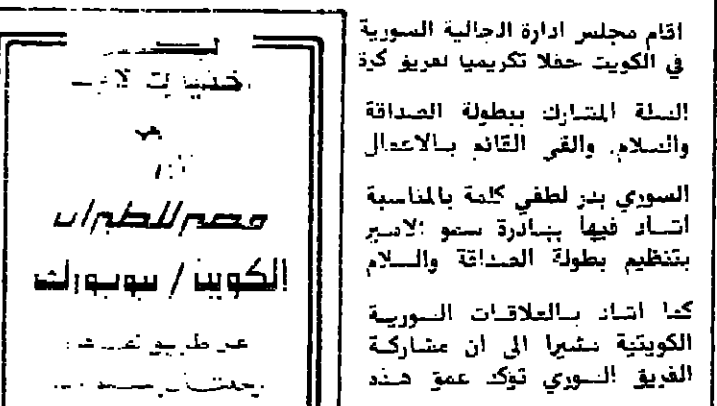 اقام مجلس ادارة الجالية السورية
في الكويت حفلا تكريميا لفريق كرة
السلة المشارك ببطولة الصداقة
والسلام. والقى القائم بالاعمال
السوري بدر لطفي كلمة بالمناسبة
اشاد فيها بمبادرة سمو الامير
بتنظيم بطولة الصداقة والسلام
كما اشاد بالعلاقات السورية
الكويتية مشيرا الى ان مشاركة
الفريق السوري تؤكد عمق هذه
مصر للطيران
الكويت / نيويورك
عن طريق